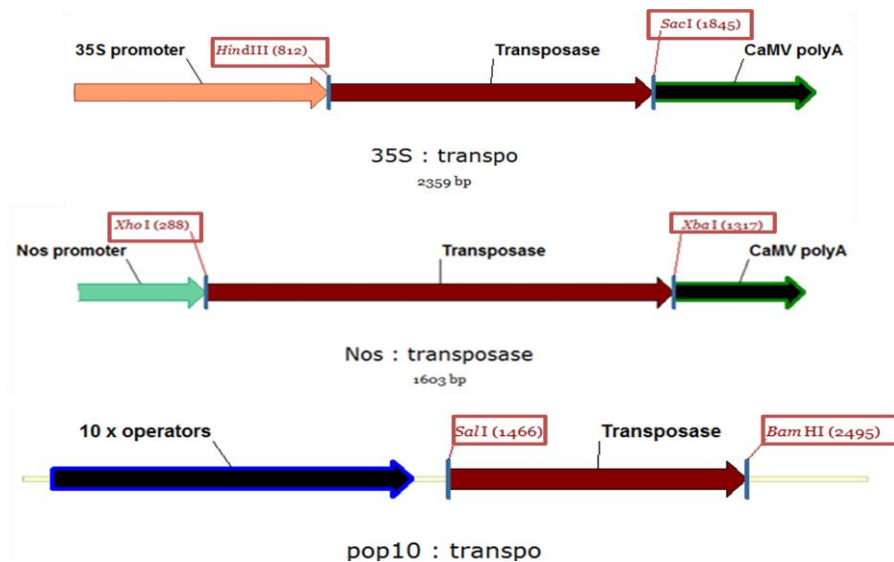 35S promoter
HindIII (812)
Transposase
SacI (1845)
CaMV polyA
35S : transpo
2359 bp
Nos promoter
XhoI (288)
Transposase
XbaI (1317)
CaMV polyA
Nos : transposase
1603 bp
10 x operators
SalI (1466)
Transposase
BamHI (2495)
pop10 : transpo